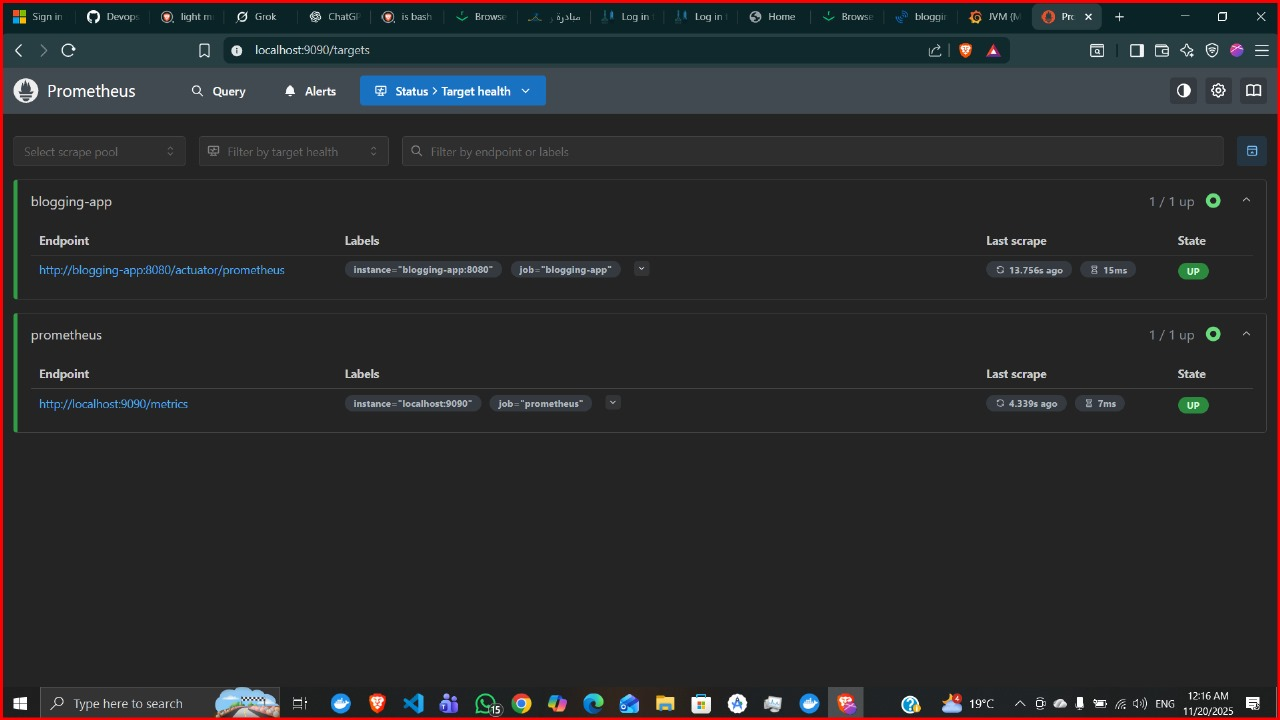 Sign in Devops light m Grok ChatGP is bash Browse مبادرة Log in Log in Home Browse bloggin JVM (M Pro
localhost:9090/targets
Prometheus Query Alerts Status > Target health
Select scrape pool Filter by target health Filter by endpoint or labels
blogging-app 1 / 1 up
Endpoint Labels Last scrape State
http://blogging-app:8080/actuator/prometheus instance="blogging-app:8080" job="blogging-app" 13.756s ago 15ms UP
prometheus 1 / 1 up
Endpoint Labels Last scrape State
http://localhost:9090/metrics instance="localhost:9090" job="prometheus" 4.339s ago 7ms UP
Type here to search 15 4 19°C ENG 12:16 AM
11/20/2025